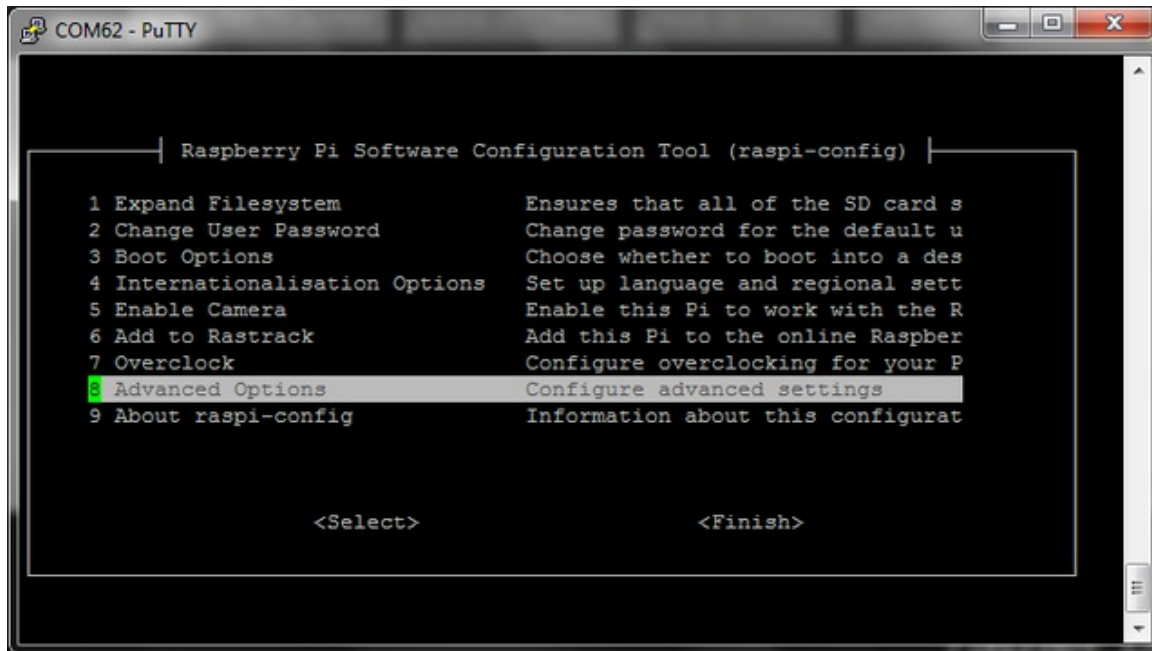 COM62 - PuTTY
Raspberry Pi Software Configuration Tool (raspi-config)
1 Expand Filesystem Ensures that all of the SD card s
2 Change User Password Change password for the default u
3 Boot Options Choose whether to boot into a des
4 Internationalisation Options Set up language and regional sett
5 Enable Camera Enable this Pi to work with the R
6 Add to Rastrack Add this Pi to the online Raspber
7 Overclock Configure overclocking for your P
8 Advanced Options Configure advanced settings
9 About raspi-config Information about this configurat
<Select> <Finish>